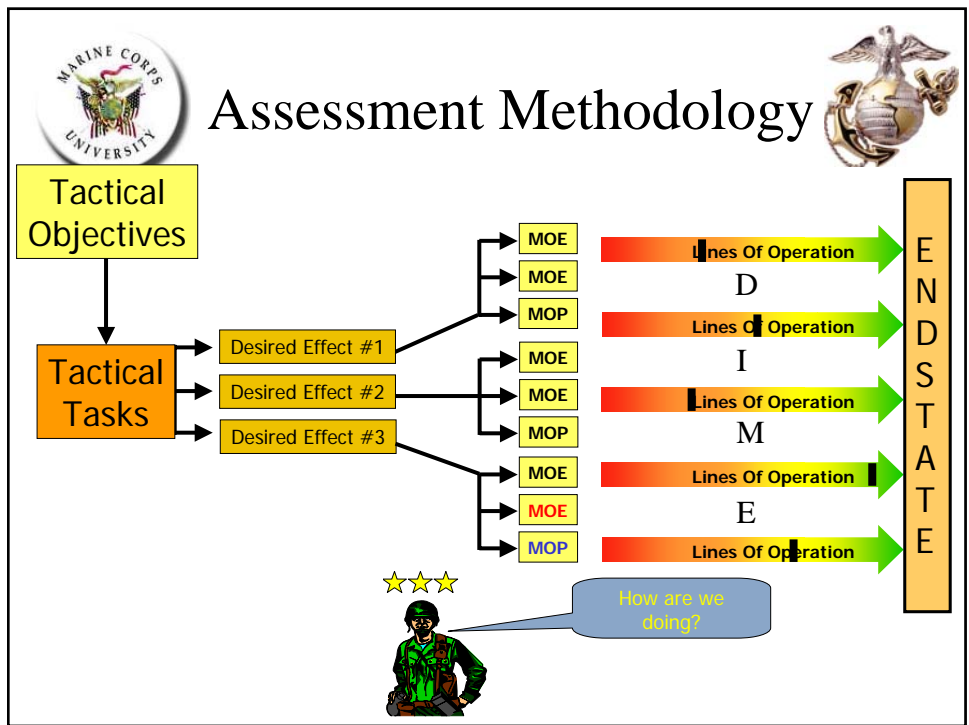 MARINE CORPS
UNIVERSITY
Assessment Methodology
Tactical
Objectives
Tactical
Tasks
Desired Effect #1
Desired Effect #2
Desired Effect #3
MOE
MOE
MOP
MOE
MOE
MOP
MOE
MOE
MOP
Lines Of Operation
D
Lines Of Operation
I
Lines Of Operation
M
Lines Of Operation
E
Lines Of Operation
E
N
D
S
T
A
T
E
How are we
doing?